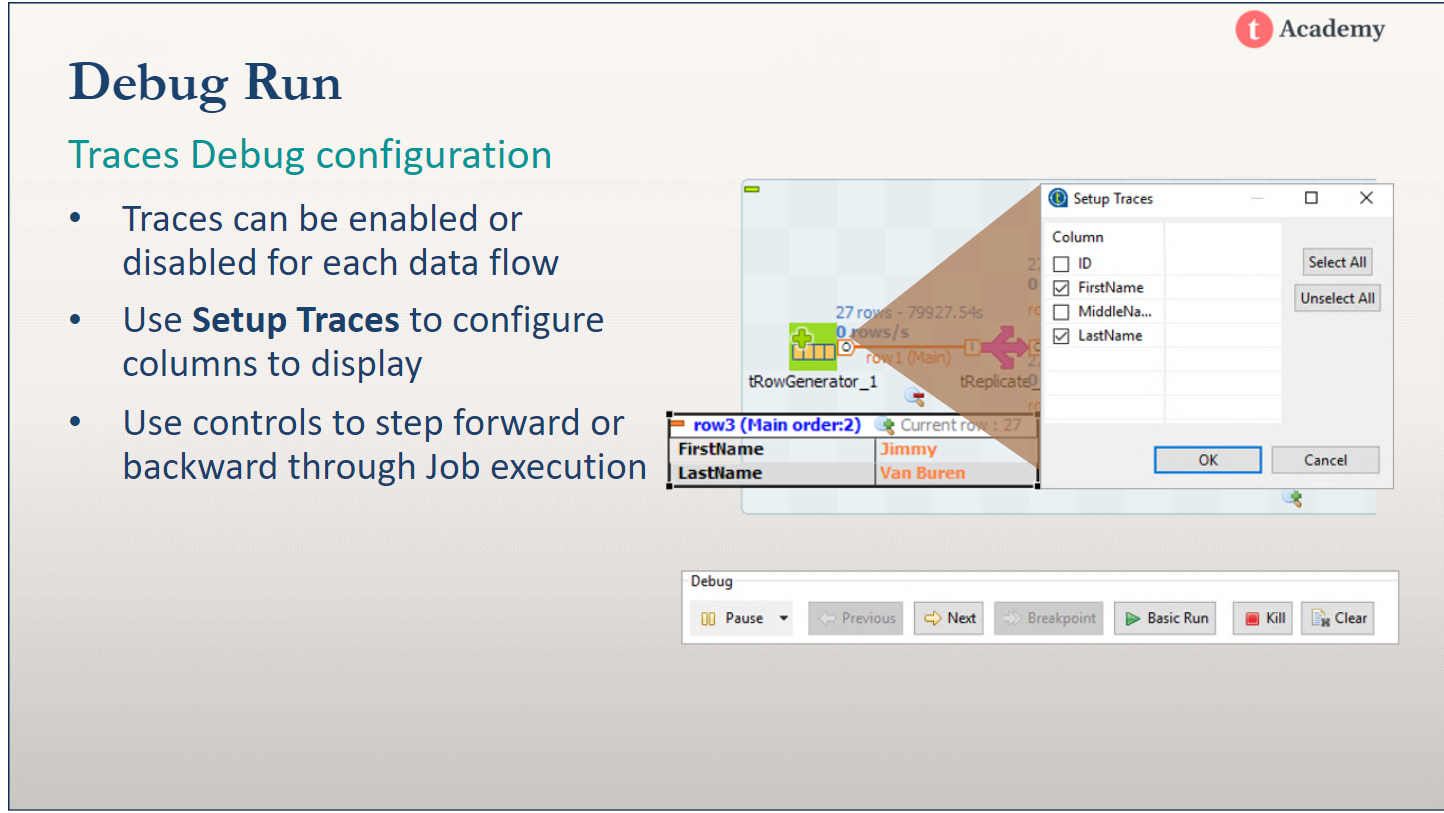 t Academy
Debug Run
Traces Debug configuration
• Traces can be enabled or
disabled for each data flow
• Use Setup Traces to configure
columns to display
• Use controls to step forward or
backward through Job execution
27 rows - 79927.54s
0 rows/s
row1 (Main)
tRowGenerator_1
tReplicate_
row3 (Main order:2) Current row : 27
FirstName Jimmy
LastName Van Buren
Setup Traces
Column
ID
FirstName
MiddleNa...
LastName
Select All
Unselect All
OK Cancel
Debug
Pause Previous Next Breakpoint Basic Run Kill Clear